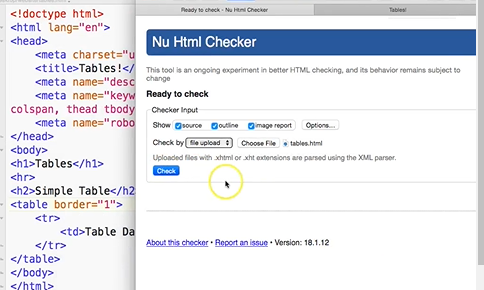 Ready to check - Nu Html Checker
Tables!
<!doctype html>
<html lang="en">
<head>
<meta charset="u
<title>Tables!</
<meta name="desc
<meta name="keyw
colspan, thead tbody
<meta name="robo
</head>
<body>
<h1>Tables</h1>
<hr>
<h2>Simple Table</h2
<table border="1">
<tr>
<td>Table Da
</tr>
</table>
</body>
</html>
Nu Html Checker
This tool is an ongoing experiment in better HTML checking, and its behavior remains subject to
change
Ready to check
Checker Input
Show source outline image report Options...
Check by file upload Choose File tables.html
Uploaded files with .xhtml or .xht extensions are parsed using the XML parser.
Check
About this checker • Report an issue • Version: 18.1.12